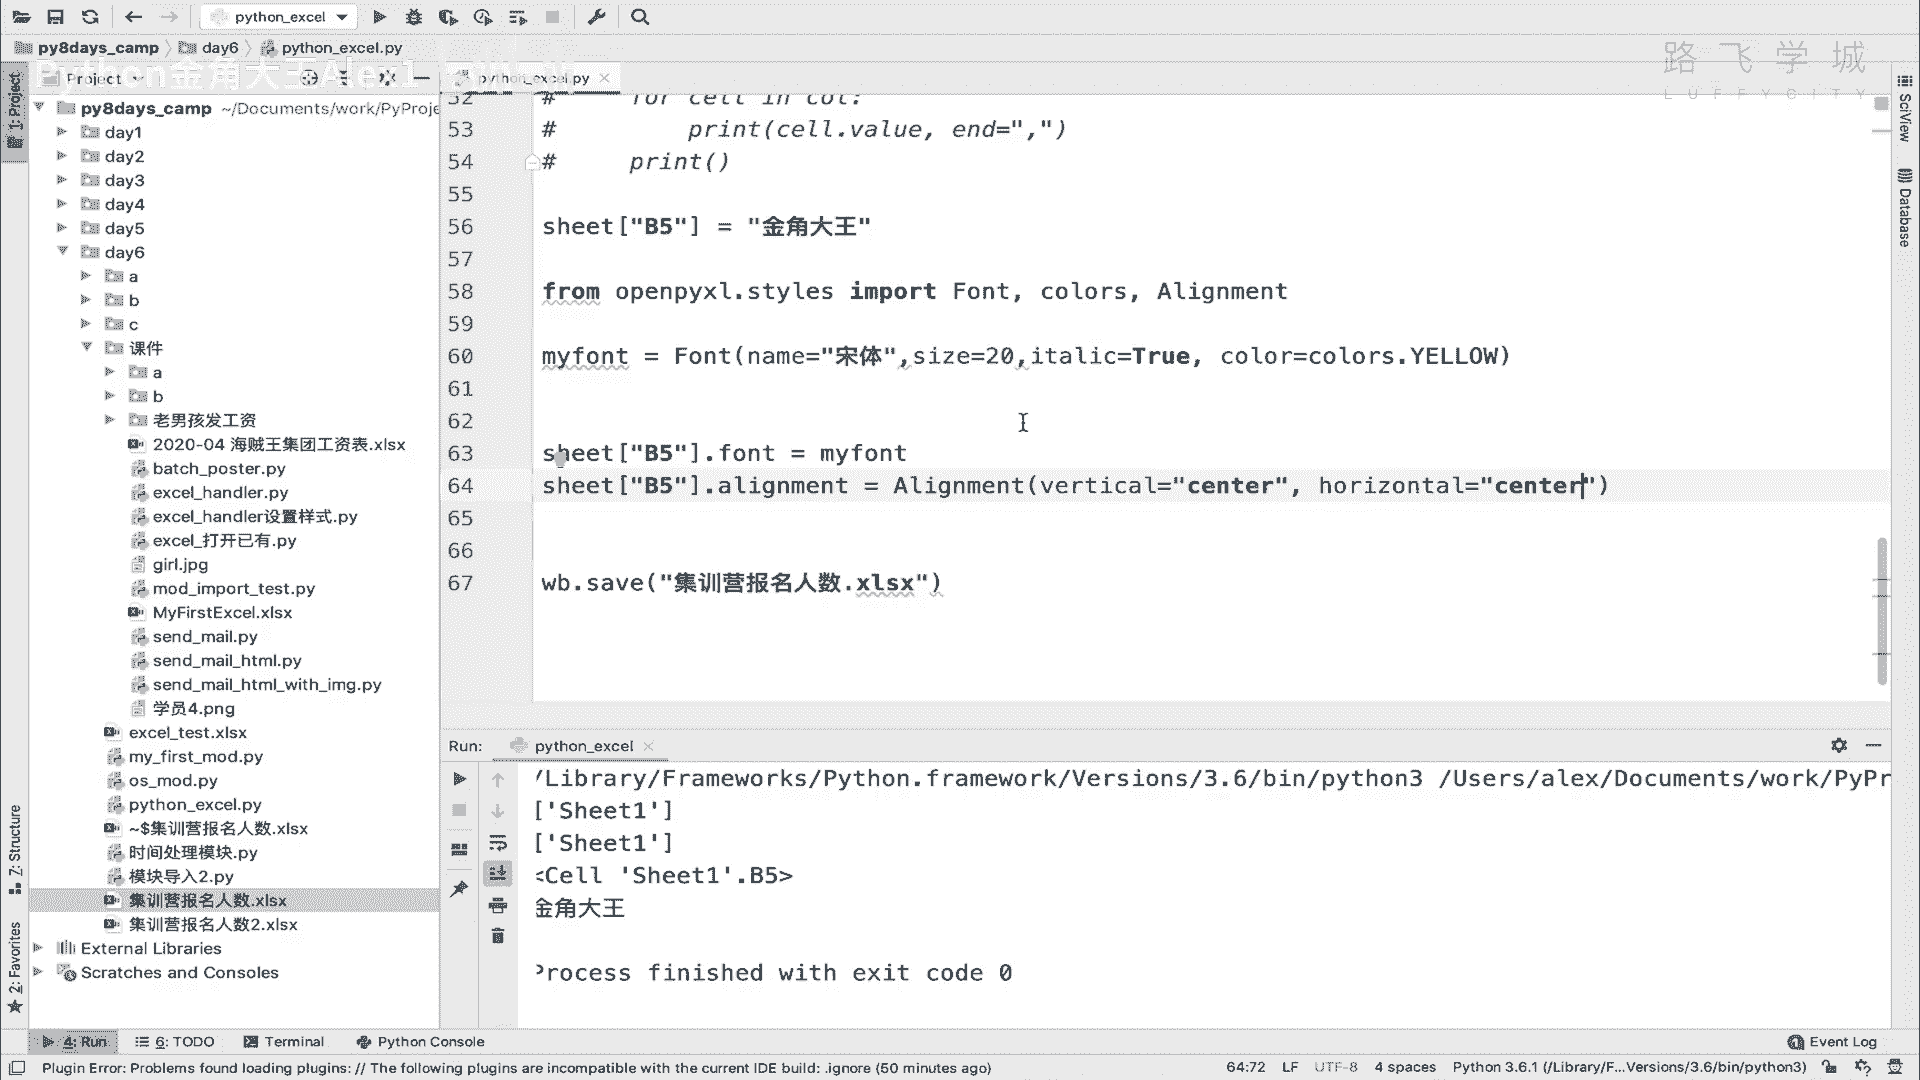 python_excel
py8days_camp
day6
python_excel.py
Python金角大王Alex1
路飞学城
LUFFYCITY
Project
python_excel.py
1: Project
SciView
Database
7: Structure
2: Favorites
py8days_camp ~/Documents/work/PyProje
day1
day2
day3
day4
day5
day6
a
b
c
课件
a
b
老男孩发工资
2020-04 海贼王集团工资表.xlsx
batch_poster.py
excel_handler.py
excel_handler设置样式.py
excel_打开已有.py
girl.jpg
mod_import_test.py
MyFirstExcel.xlsx
send_mail.py
send_mail_html.py
send_mail_html_with_img.py
学员4.png
excel_test.xlsx
my_first_mod.py
os_mod.py
python_excel.py
~$集训营报名人数.xlsx
时间处理模块.py
模块导入2.py
集训营报名人数.xlsx
集训营报名人数2.xlsx
External Libraries
Scratches and Consoles
52 # for cell in col:
53 # print(cell.value, end=",")
54 # print()
55
56 sheet["B5"] = "金角大王"
57
58 from openpyxl.styles import Font, colors, Alignment
59
60 myfont = Font(name="宋体",size=20,italic=True, color=colors.YELLOW)
61
62
63 sheet["B5"].font = myfont
64 sheet["B5"].alignment = Alignment(vertical="center", horizontal="center")
65
66
67 wb.save("集训营报名人数.xlsx")
Run: python_excel
/Library/Frameworks/Python.framework/Versions/3.6/bin/python3 /Users/alex/Documents/work/PyPr
['Sheet1']
['Sheet1']
<Cell 'Sheet1'.B5>
金角大王
Process finished with exit code 0
4: Run
6: TODO
Terminal
Python Console
Event Log
Plugin Error: Problems found loading plugins: // The following plugins are incompatible with the current IDE build: .ignore (50 minutes ago)
64:72 LF UTF-8 4 spaces Python 3.6.1 (/Library/F...Versions/3.6/bin/python3)